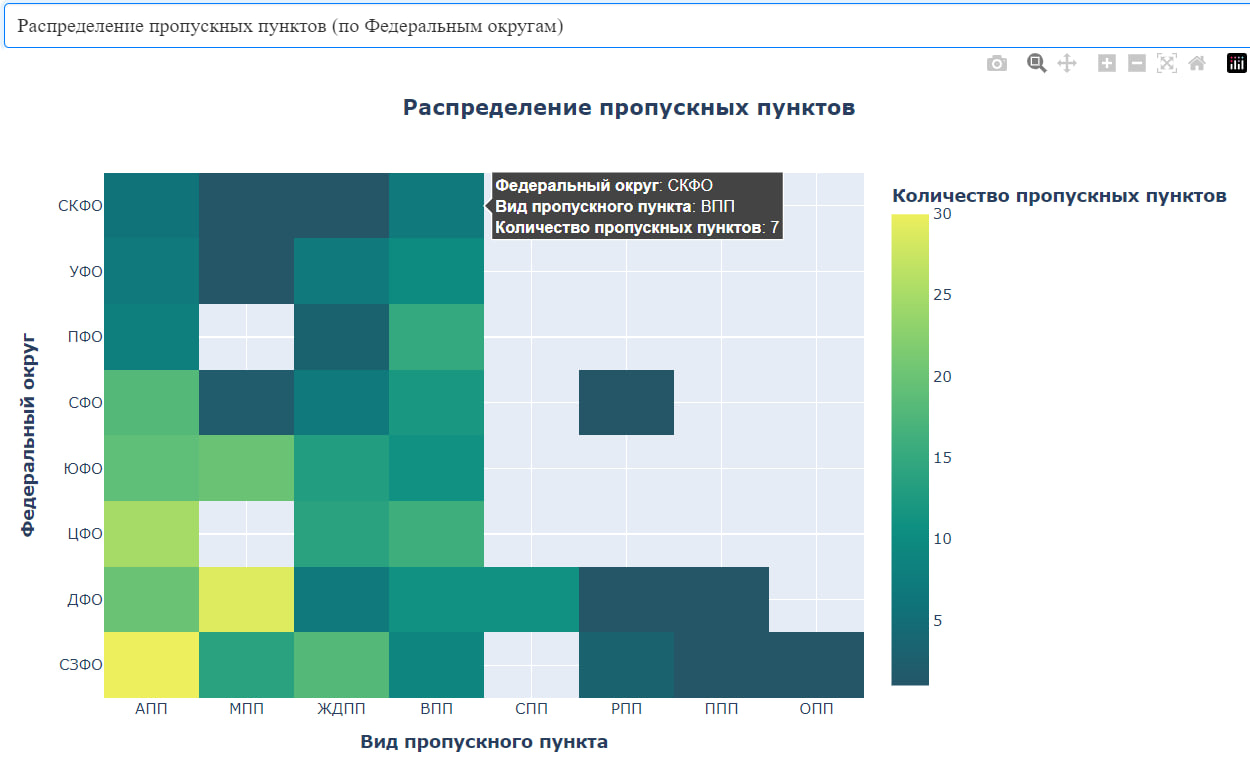 Распределение пропускных пунктов (по Федеральным округам)
Распределение пропускных пунктов
Федеральный округ: СКФО
Вид пропускного пункта: ВПП
Количество пропускных пунктов: 7
Количество пропускных пунктов
30
25
20
15
10
5
Федеральный округ
СКФО
УФО
ПФО
СФО
ЮФО
ЦФО
ДФО
СЗФО
АПП МПП ЖДПП ВПП СПП РПП ППП ОПП
Вид пропускного пункта